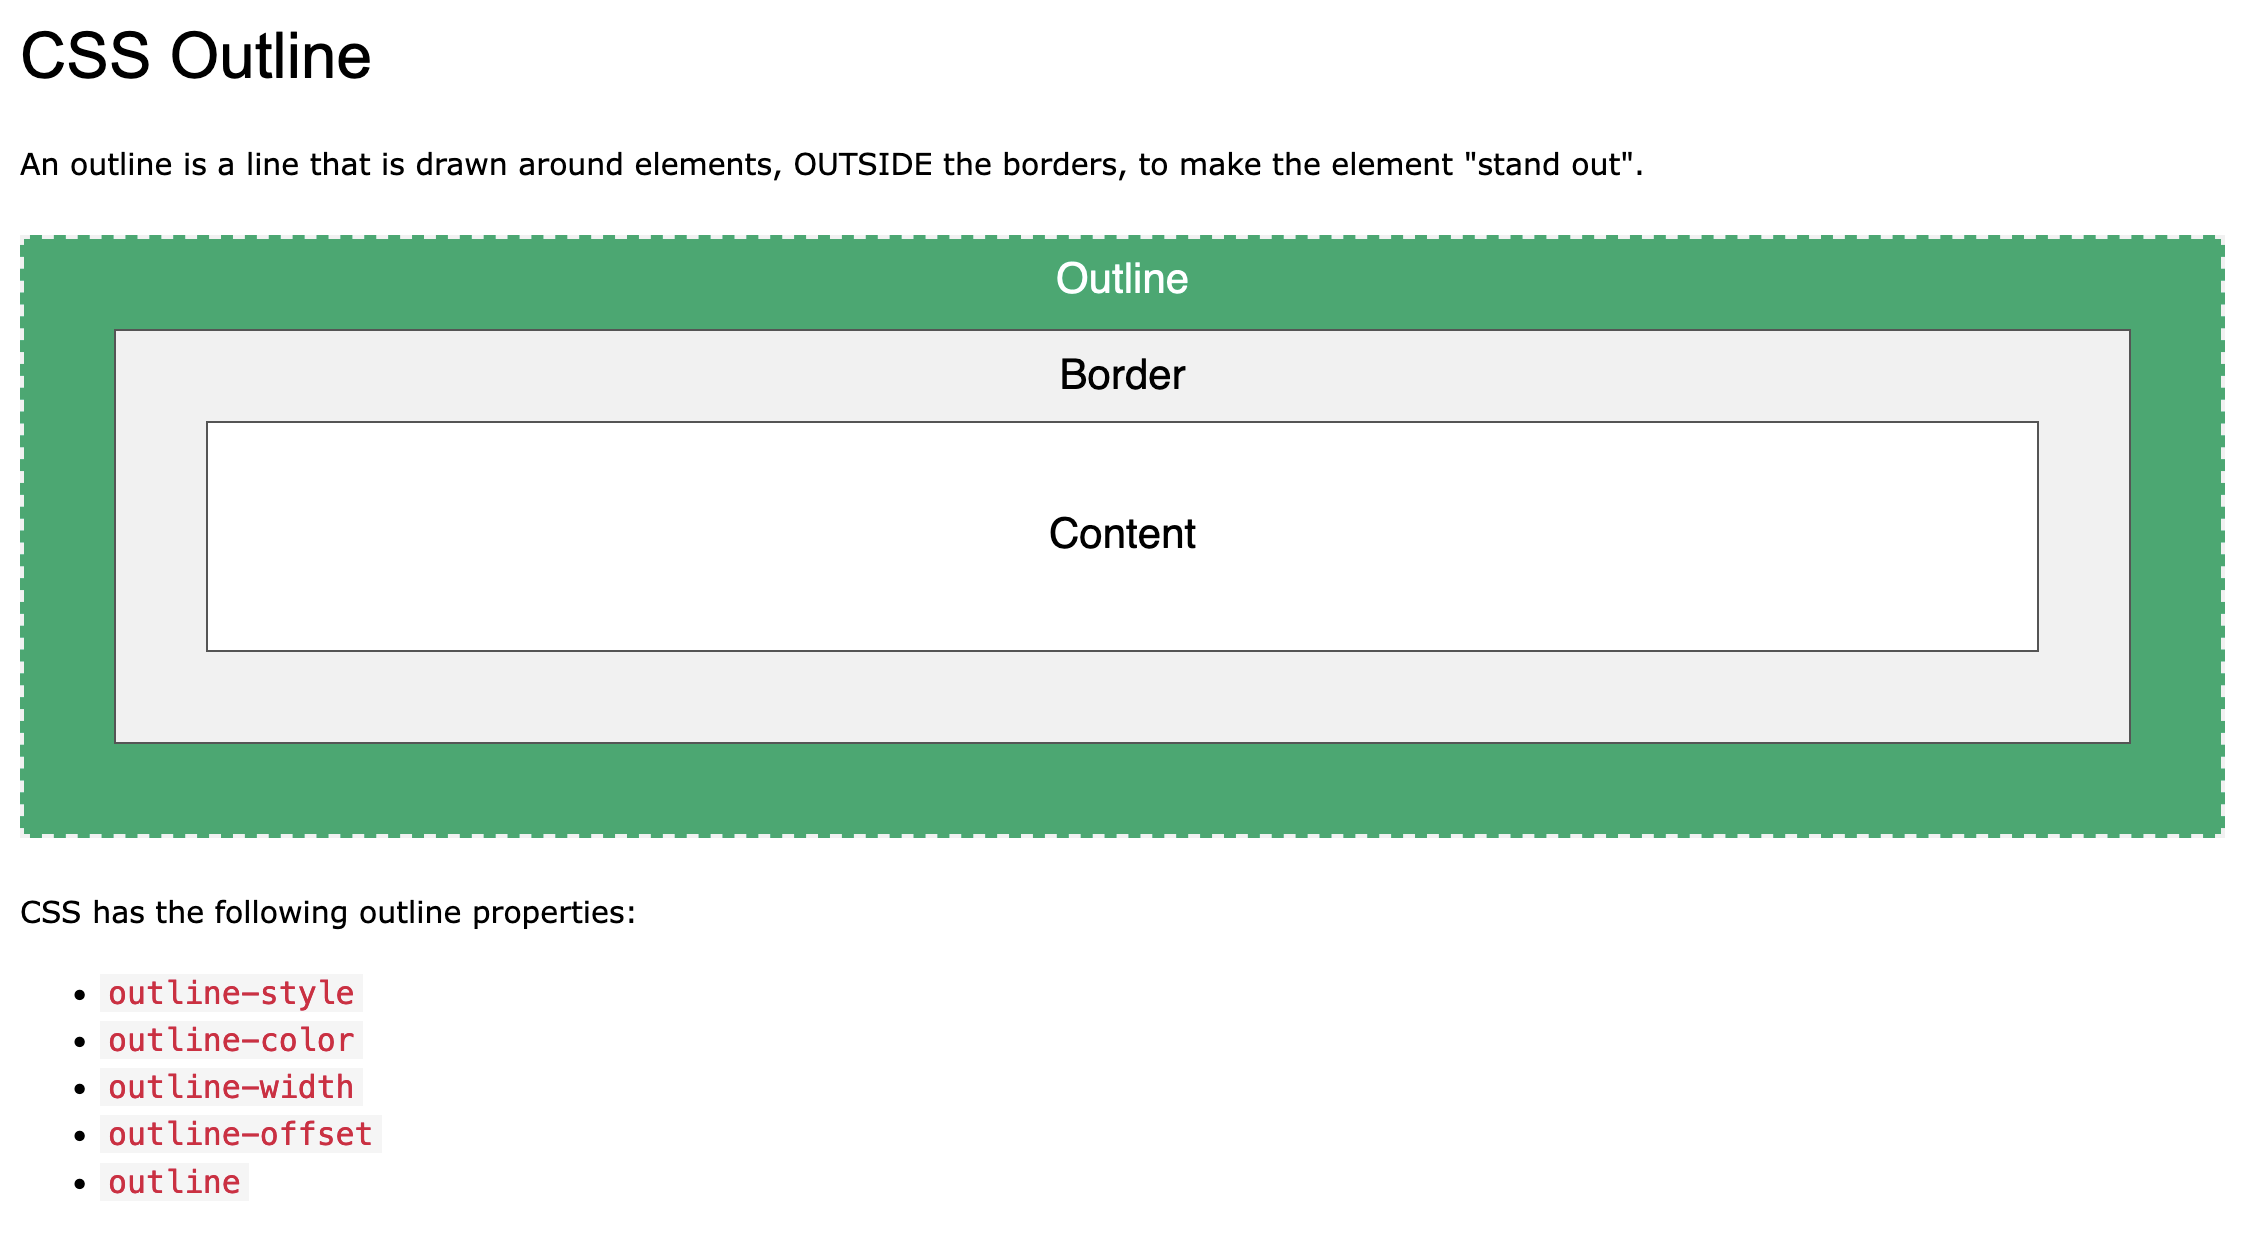 CSS Outline
An outline is a line that is drawn around elements, OUTSIDE the borders, to make the element "stand out".
Outline
Border
Content
CSS has the following outline properties:
outline-style
outline-color
outline-width
outline-offset
outline